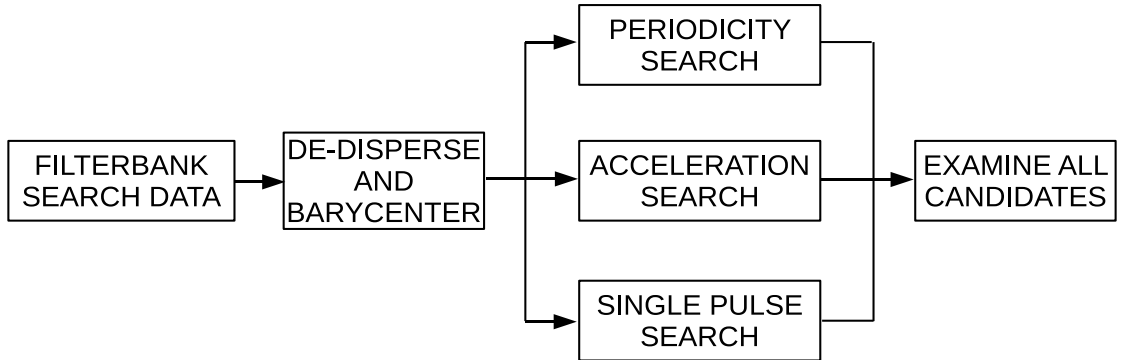 FILTERBANK
SEARCH DATA
DE-DISPERSE
AND
BARYCENTER
PERIODICITY
SEARCH
ACCELERATION
SEARCH
SINGLE PULSE
SEARCH
EXAMINE ALL
CANDIDATES